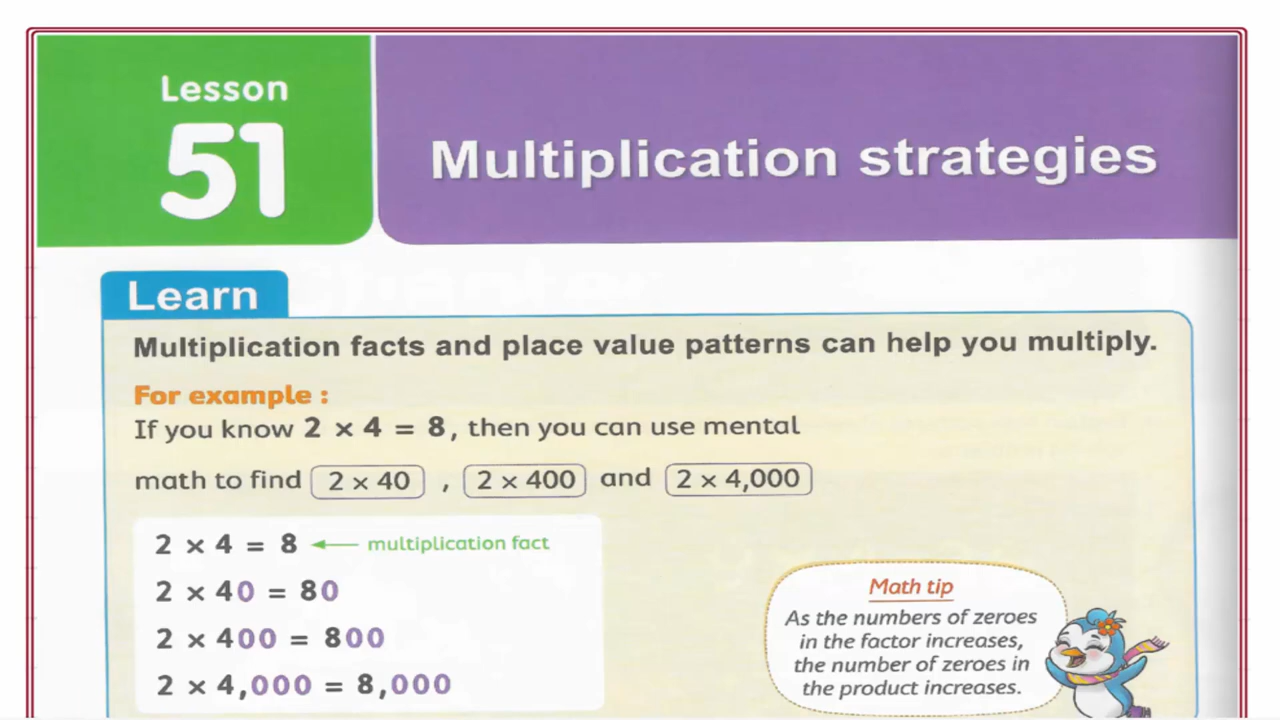 Lesson
51
Multiplication strategies
Learn
Multiplication facts and place value patterns can help you multiply.
For example :
If you know 2 × 4 = 8, then you can use mental
math to find 2 × 40 , 2 × 400 and 2 × 4,000
2 × 4 = 8 ← multiplication fact
2 × 40 = 80
2 × 400 = 800
2 × 4,000 = 8,000
Math tip
As the numbers of zeroes
in the factor increases,
the number of zeroes in
the product increases.